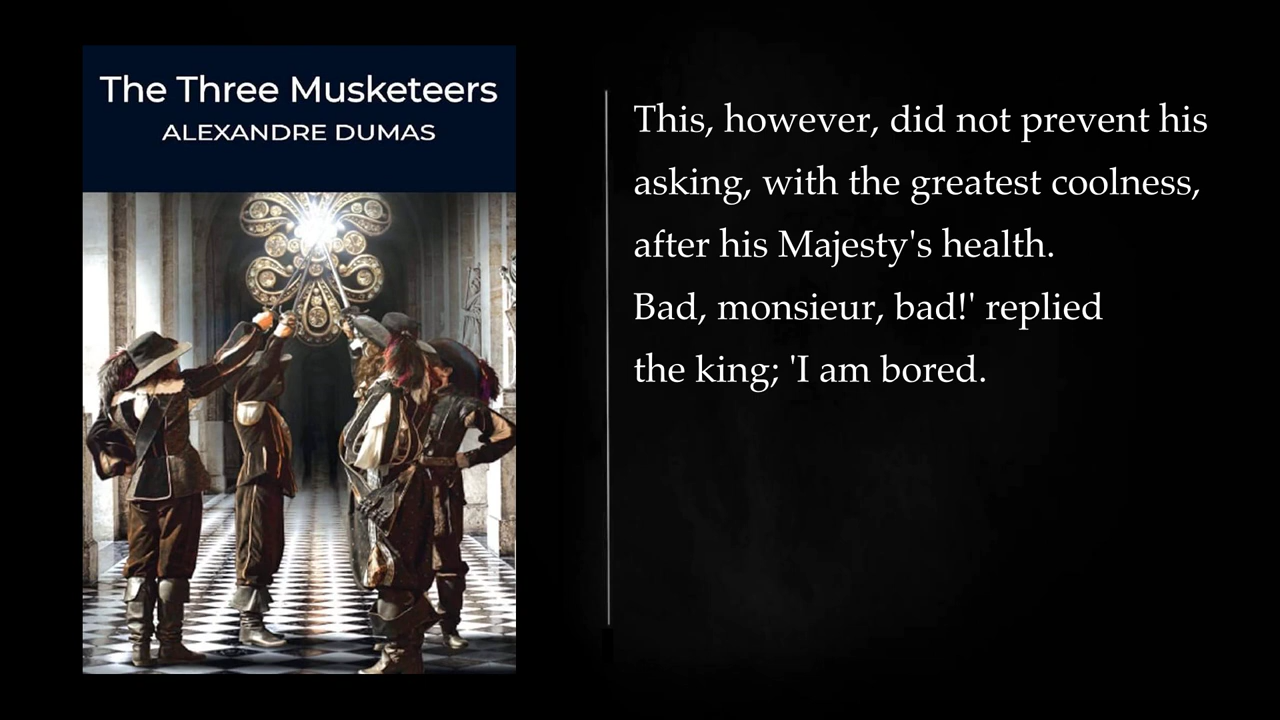 The Three Musketeers
ALEXANDRE DUMAS
This, however, did not prevent his
asking, with the greatest coolness,
after his Majesty's health.
Bad, monsieur, bad!' replied
the king; 'I am bored.